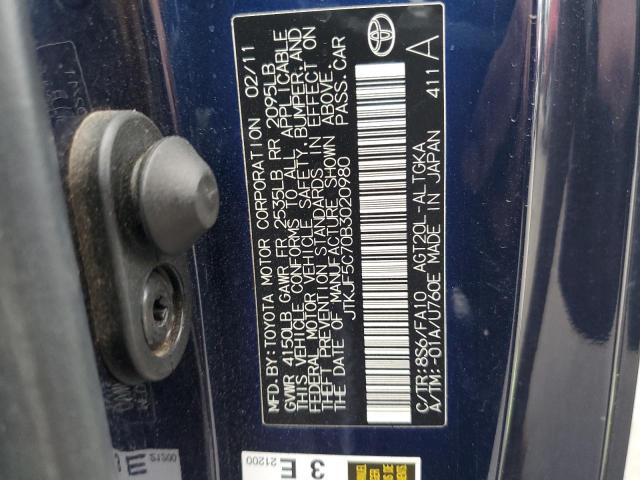 MFD.BY:TOYOTA MOTOR CORPORATION 02/11
GVWR 4150LB GAWR FR 2535LB RR 2095LB
THIS VEHICLE CONFORMS TO ALL APPLICABLE
FEDERAL MOTOR VEHICLE SAFETY, BUMPER, AND
THEFT PREVENTION STANDARDS IN EFFECT ON
THE DATE OF MANUFACTURE SHOWN ABOVE.
JTKJF5C70B3020980 PASS.CAR
C/TR:8S6/FA10 AGT20L-ALTGKA
A/TM:-01A/U760E MADE IN JAPAN 411 A
3 E
21200
E